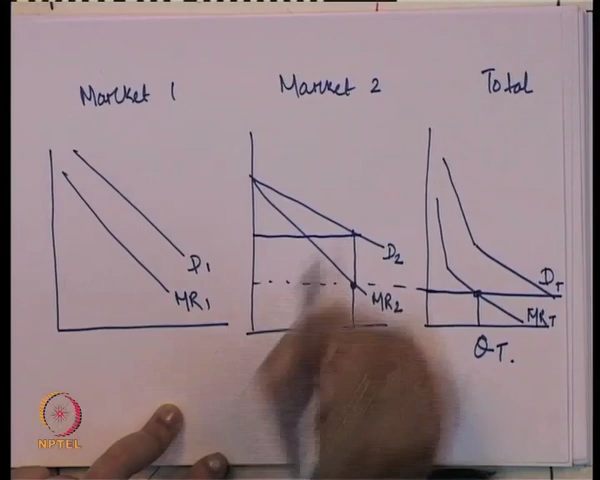 Market 1
Market 2
Total
D1
MR1
D2
MR2
DT
MRT
QT.
NPTEL